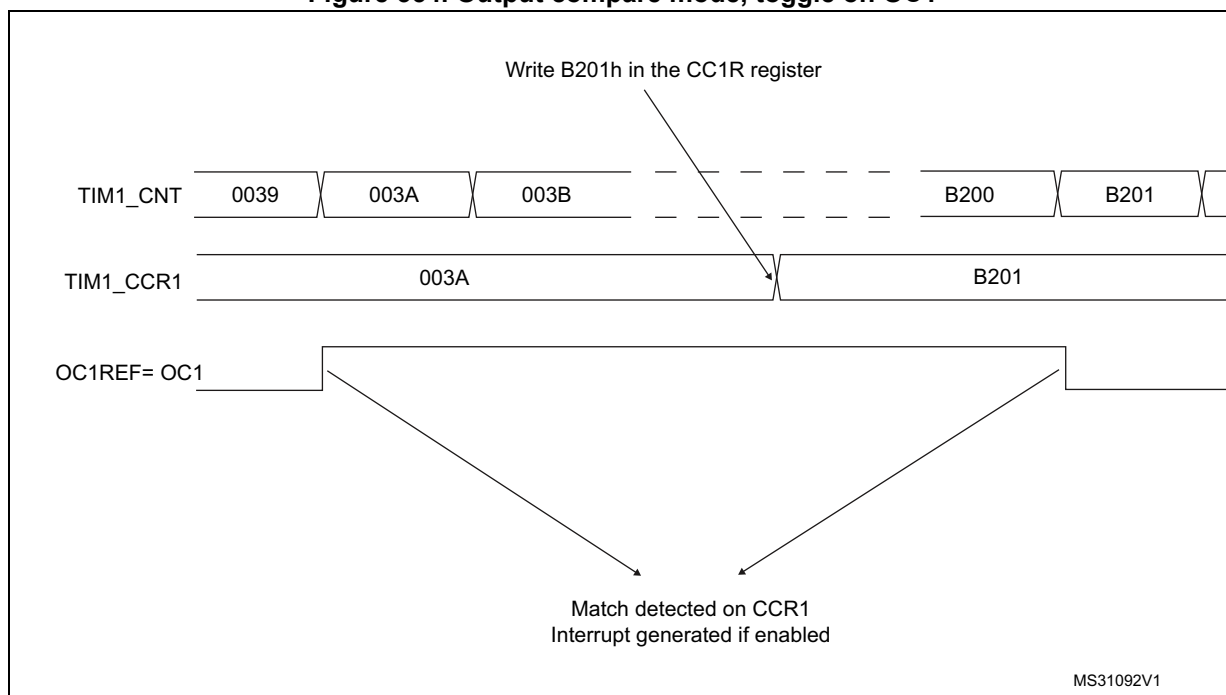 Write B201h in the CC1R register
TIM1_CNT 0039 003A 003B B200 B201
TIM1_CCR1 003A B201
OC1REF= OC1
Match detected on CCR1
Interrupt generated if enabled
MS31092V1